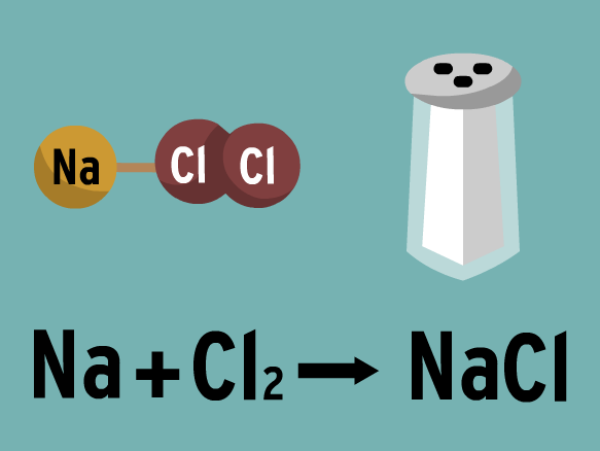 Na Cl Cl
Na + Cl₂ → NaCl